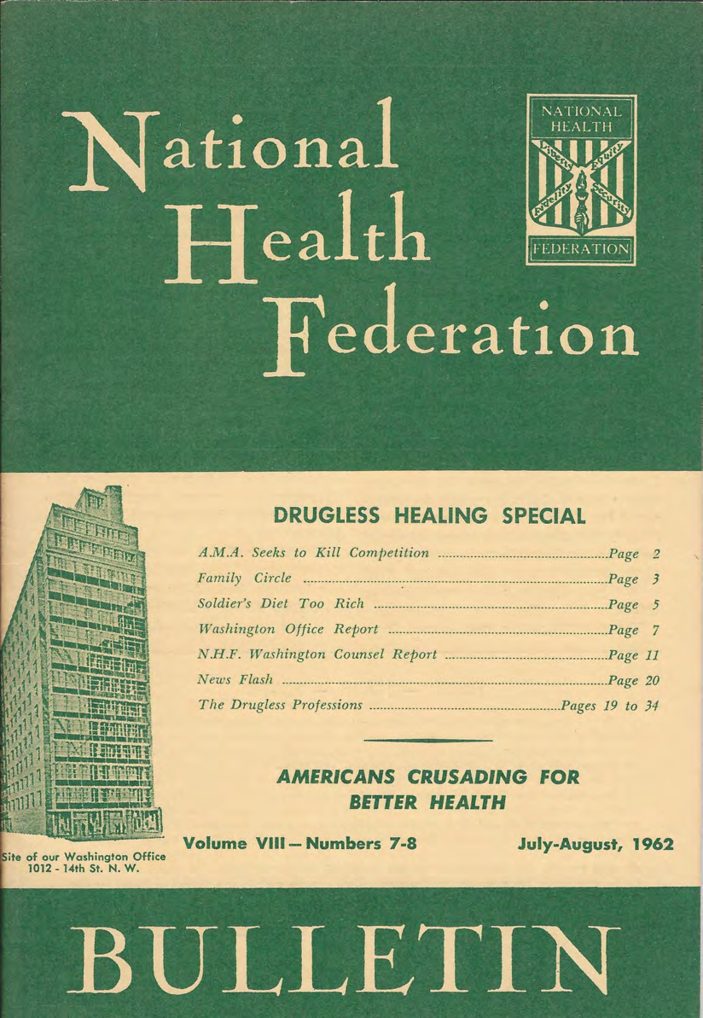 National
Health
Federation
NATIONAL
HEALTH
LIBERTY
EQUALITY
FEDERATION
DRUGLESS HEALING SPECIAL
A.M.A. Seeks to Kill Competition ........ Page 2
Family Circle ........ Page 3
Soldier's Diet Too Rich ........ Page 5
Washington Office Report ........ Page 7
N.H.F. Washington Counsel Report ........ Page 11
News Flash ........ Page 20
The Drugless Professions ........ Pages 19 to 34
AMERICANS CRUSADING FOR
BETTER HEALTH
Site of our Washington Office
1012 - 14th St. N. W.
Volume VIII — Numbers 7-8 July-August, 1962
BULLETIN